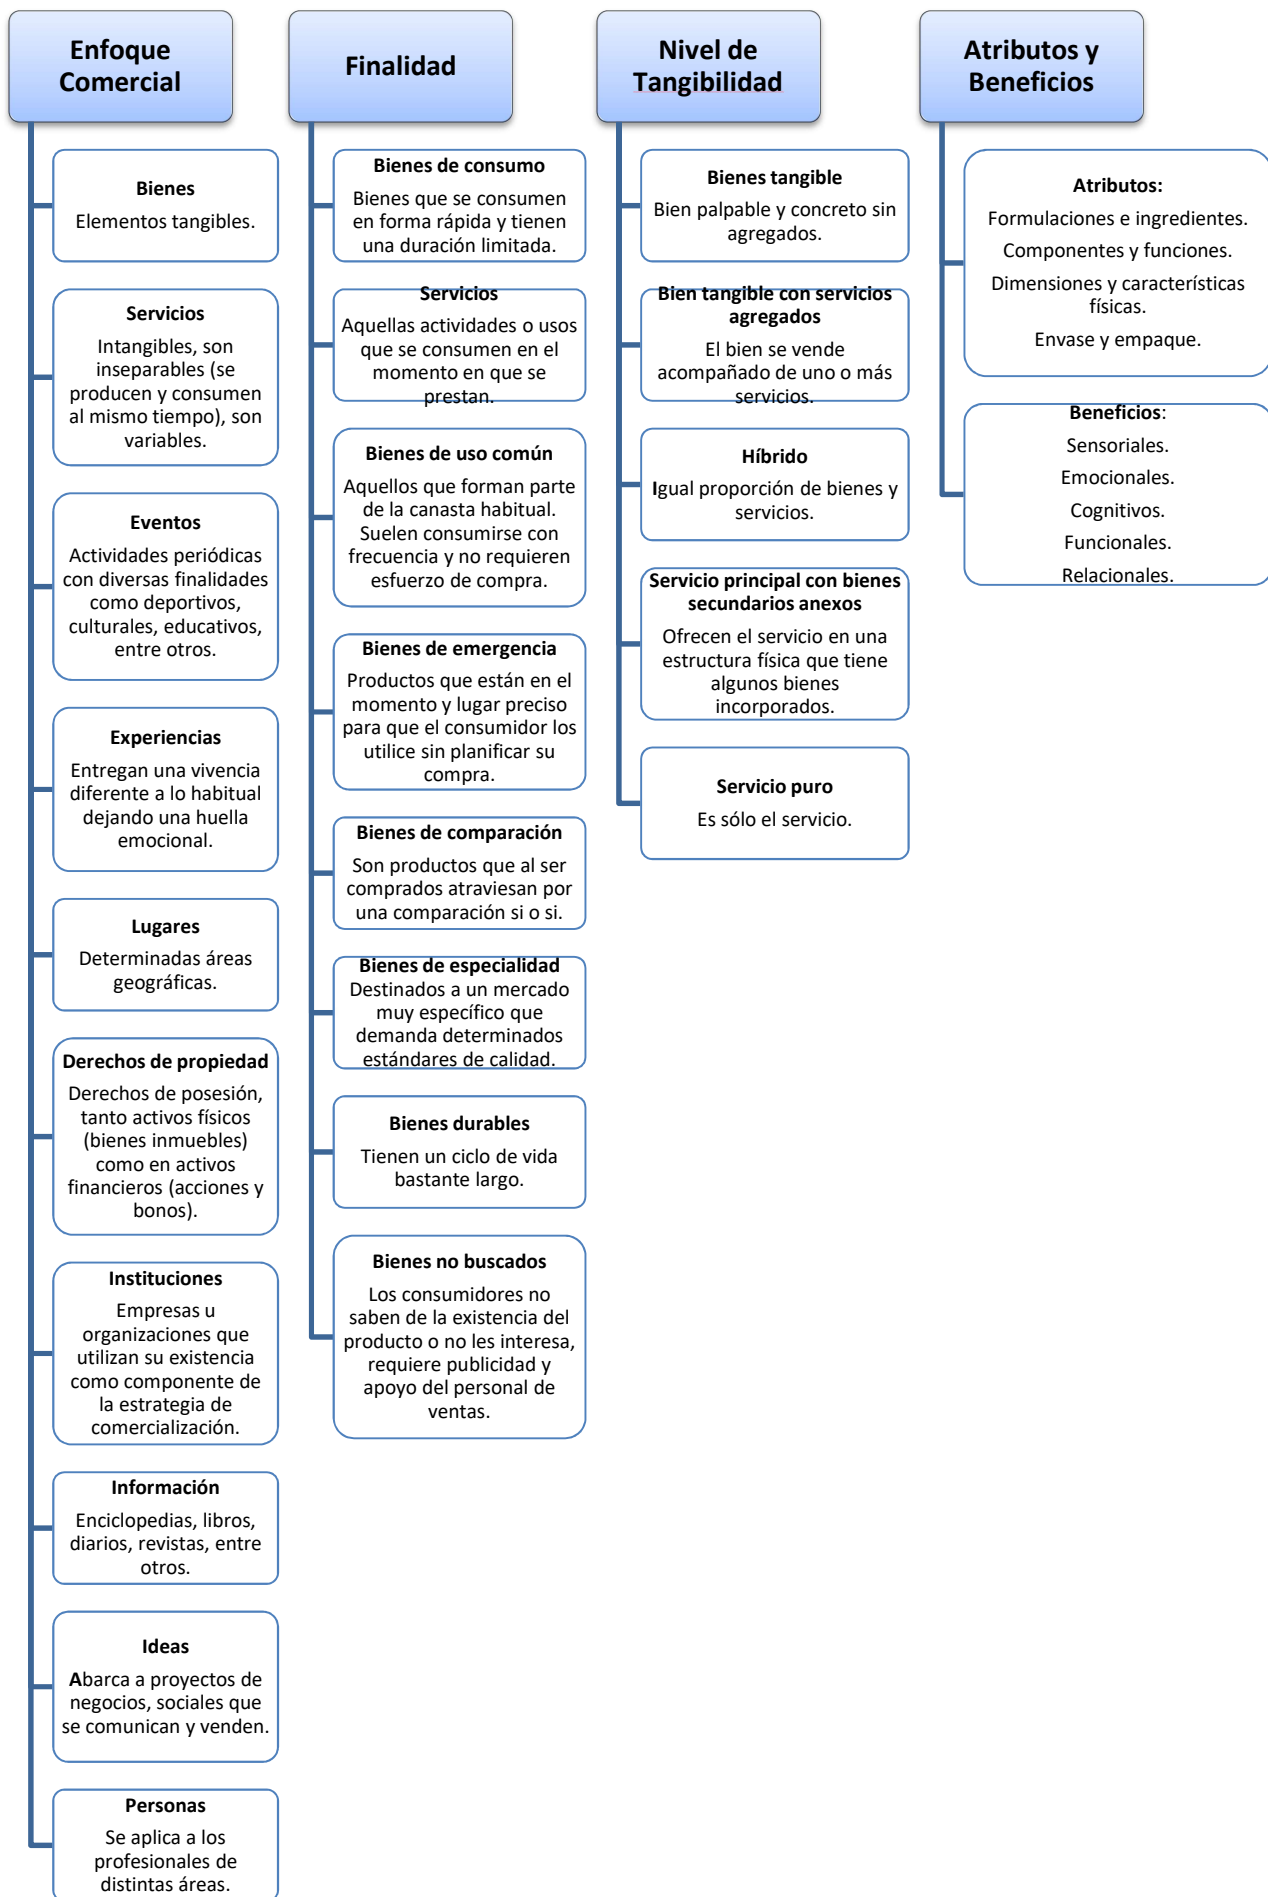 Enfoque
Comercial
Bienes
Elementos tangibles.
Servicios
Intangibles, son
inseparables (se
producen y consumen
al mismo tiempo), son
variables.
Eventos
Actividades periódicas
con diversas finalidades
como deportivos,
culturales, educativos,
entre otros.
Experiencias
Entregan una vivencia
diferente a lo habitual
dejando una huella
emocional.
Lugares
Determinadas áreas
geográficas.
Derechos de propiedad
Derechos de posesión,
tanto activos físicos
(bienes inmuebles)
como en activos
financieros (acciones y
bonos).
Instituciones
Empresas u
organizaciones que
utilizan su existencia
como componente de
la estrategia de
comercialización.
Información
Enciclopedias, libros,
diarios, revistas, entre
otros.
Ideas
Abarca a proyectos de
negocios, sociales que
se comunican y venden.
Personas
Se aplica a los
profesionales de
distintas áreas.
Finalidad
Bienes de consumo
Bienes que se consumen
en forma rápida y tienen
una duración limitada.
Servicios
Aquellas actividades o usos
que se consumen en el
momento en que se
prestan.
Bienes de uso común
Aquellos que forman parte
de la canasta habitual.
Suelen consumirse con
frecuencia y no requieren
esfuerzo de compra.
Bienes de emergencia
Productos que están en el
momento y lugar preciso
para que el consumidor los
utilice sin planificar su
compra.
Bienes de comparación
Son productos que al ser
comprados atraviesan por
una comparación si o si.
Bienes de especialidad
Destinados a un mercado
muy específico que
demanda determinados
estándares de calidad.
Bienes durables
Tienen un ciclo de vida
bastante largo.
Bienes no buscados
Los consumidores no
saben de la existencia del
producto o no les interesa,
requiere publicidad y
apoyo del personal de
ventas.
Nivel de
Tangibilidad
Bienes tangible
Bien palpable y concreto sin
agregados.
Bien tangible con servicios
agregados
El bien se vende
acompañado de uno o más
servicios.
Híbrido
Igual proporción de bienes y
servicios.
Servicio principal con bienes
secundarios anexos
Ofrecen el servicio en una
estructura física que tiene
algunos bienes
incorporados.
Servicio puro
Es sólo el servicio.
Atributos y
Beneficios
Atributos:
Formulaciones e ingredientes.
Componentes y funciones.
Dimensiones y características
físicas.
Envase y empaque.
Beneficios:
Sensoriales.
Emocionales.
Cognitivos.
Funcionales.
Relacionales.